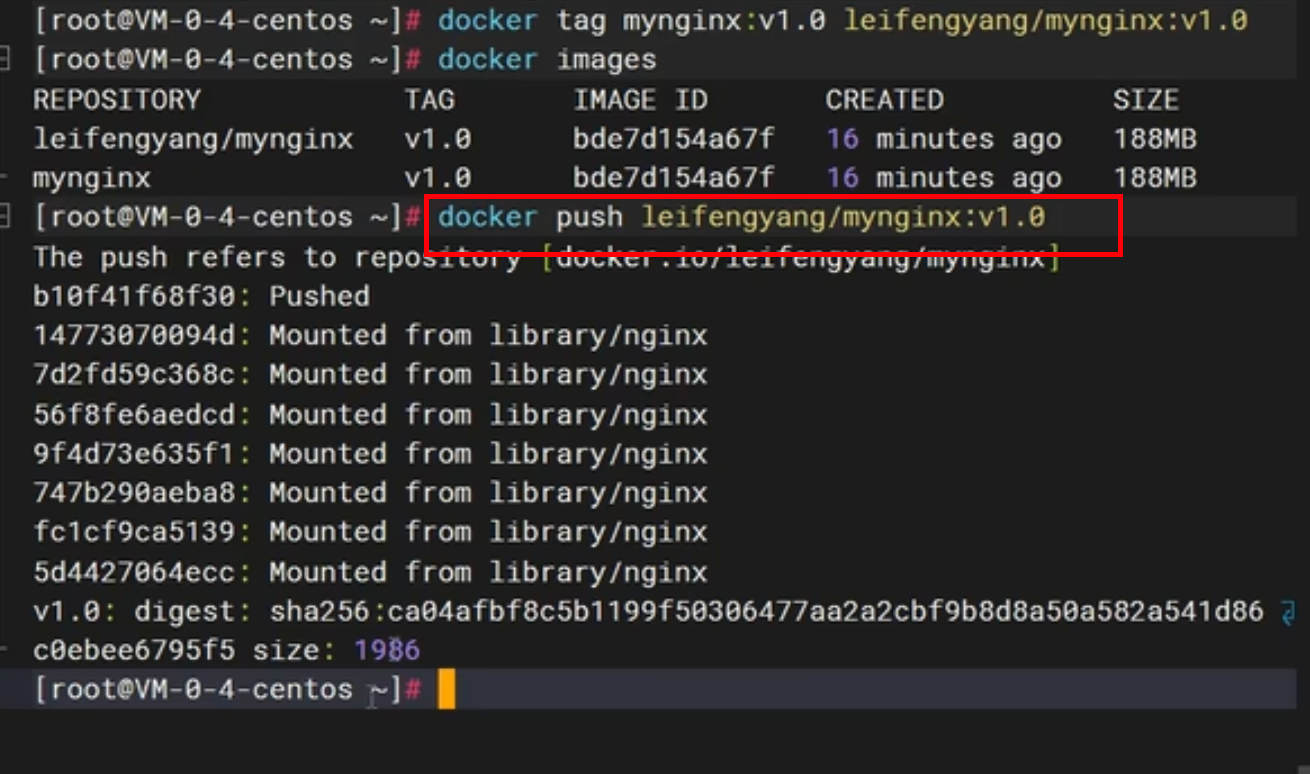 [root@VM-0-4-centos ~]# docker tag mynginx:v1.0 leifengyang/mynginx:v1.0
[root@VM-0-4-centos ~]# docker images
REPOSITORY TAG IMAGE ID CREATED SIZE
leifengyang/mynginx v1.0 bde7d154a67f 16 minutes ago 188MB
mynginx v1.0 bde7d154a67f 16 minutes ago 188MB
[root@VM-0-4-centos ~]# docker push leifengyang/mynginx:v1.0
The push refers to repository [docker.io/leifengyang/mynginx]
b10f41f68f30: Pushed
14773070094d: Mounted from library/nginx
7d2fd59c368c: Mounted from library/nginx
56f8fe6aedcd: Mounted from library/nginx
9f4d73e635f1: Mounted from library/nginx
747b290aeba8: Mounted from library/nginx
fc1cf9ca5139: Mounted from library/nginx
5d4427064ecc: Mounted from library/nginx
v1.0: digest: sha256:ca04afbf8c5b1199f50306477aa2a2cbf9b8d8a50a582a541d86
c0ebee6795f5 size: 1986
[root@VM-0-4-centos ~]#